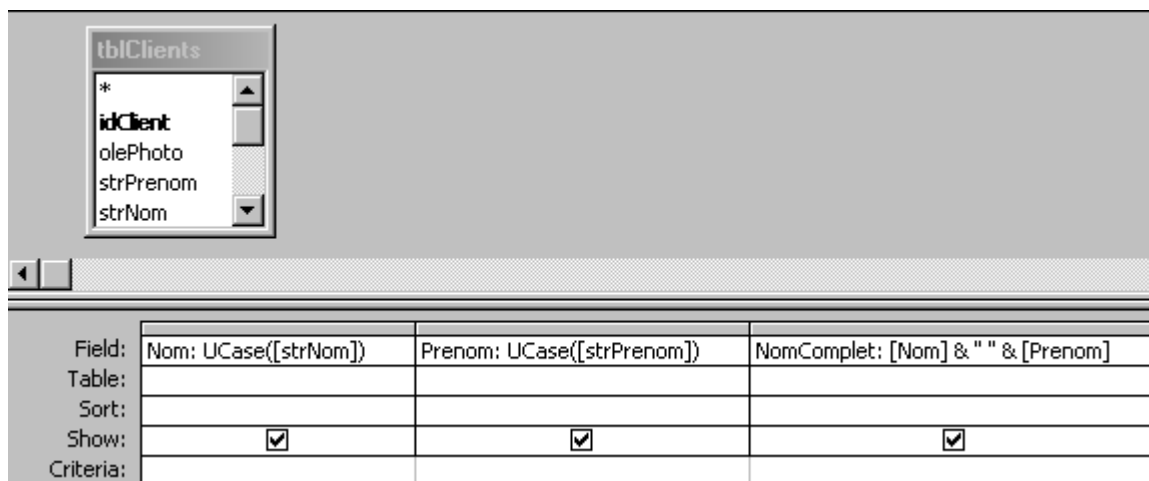 tblClients
*
idClient
olePhoto
strPrenom
strNom
Field: Nom: UCase([strNom]) Prenom: UCase([strPrenom]) NomComplet: [Nom] & " " & [Prenom]
Table:
Sort:
Show:
Criteria: